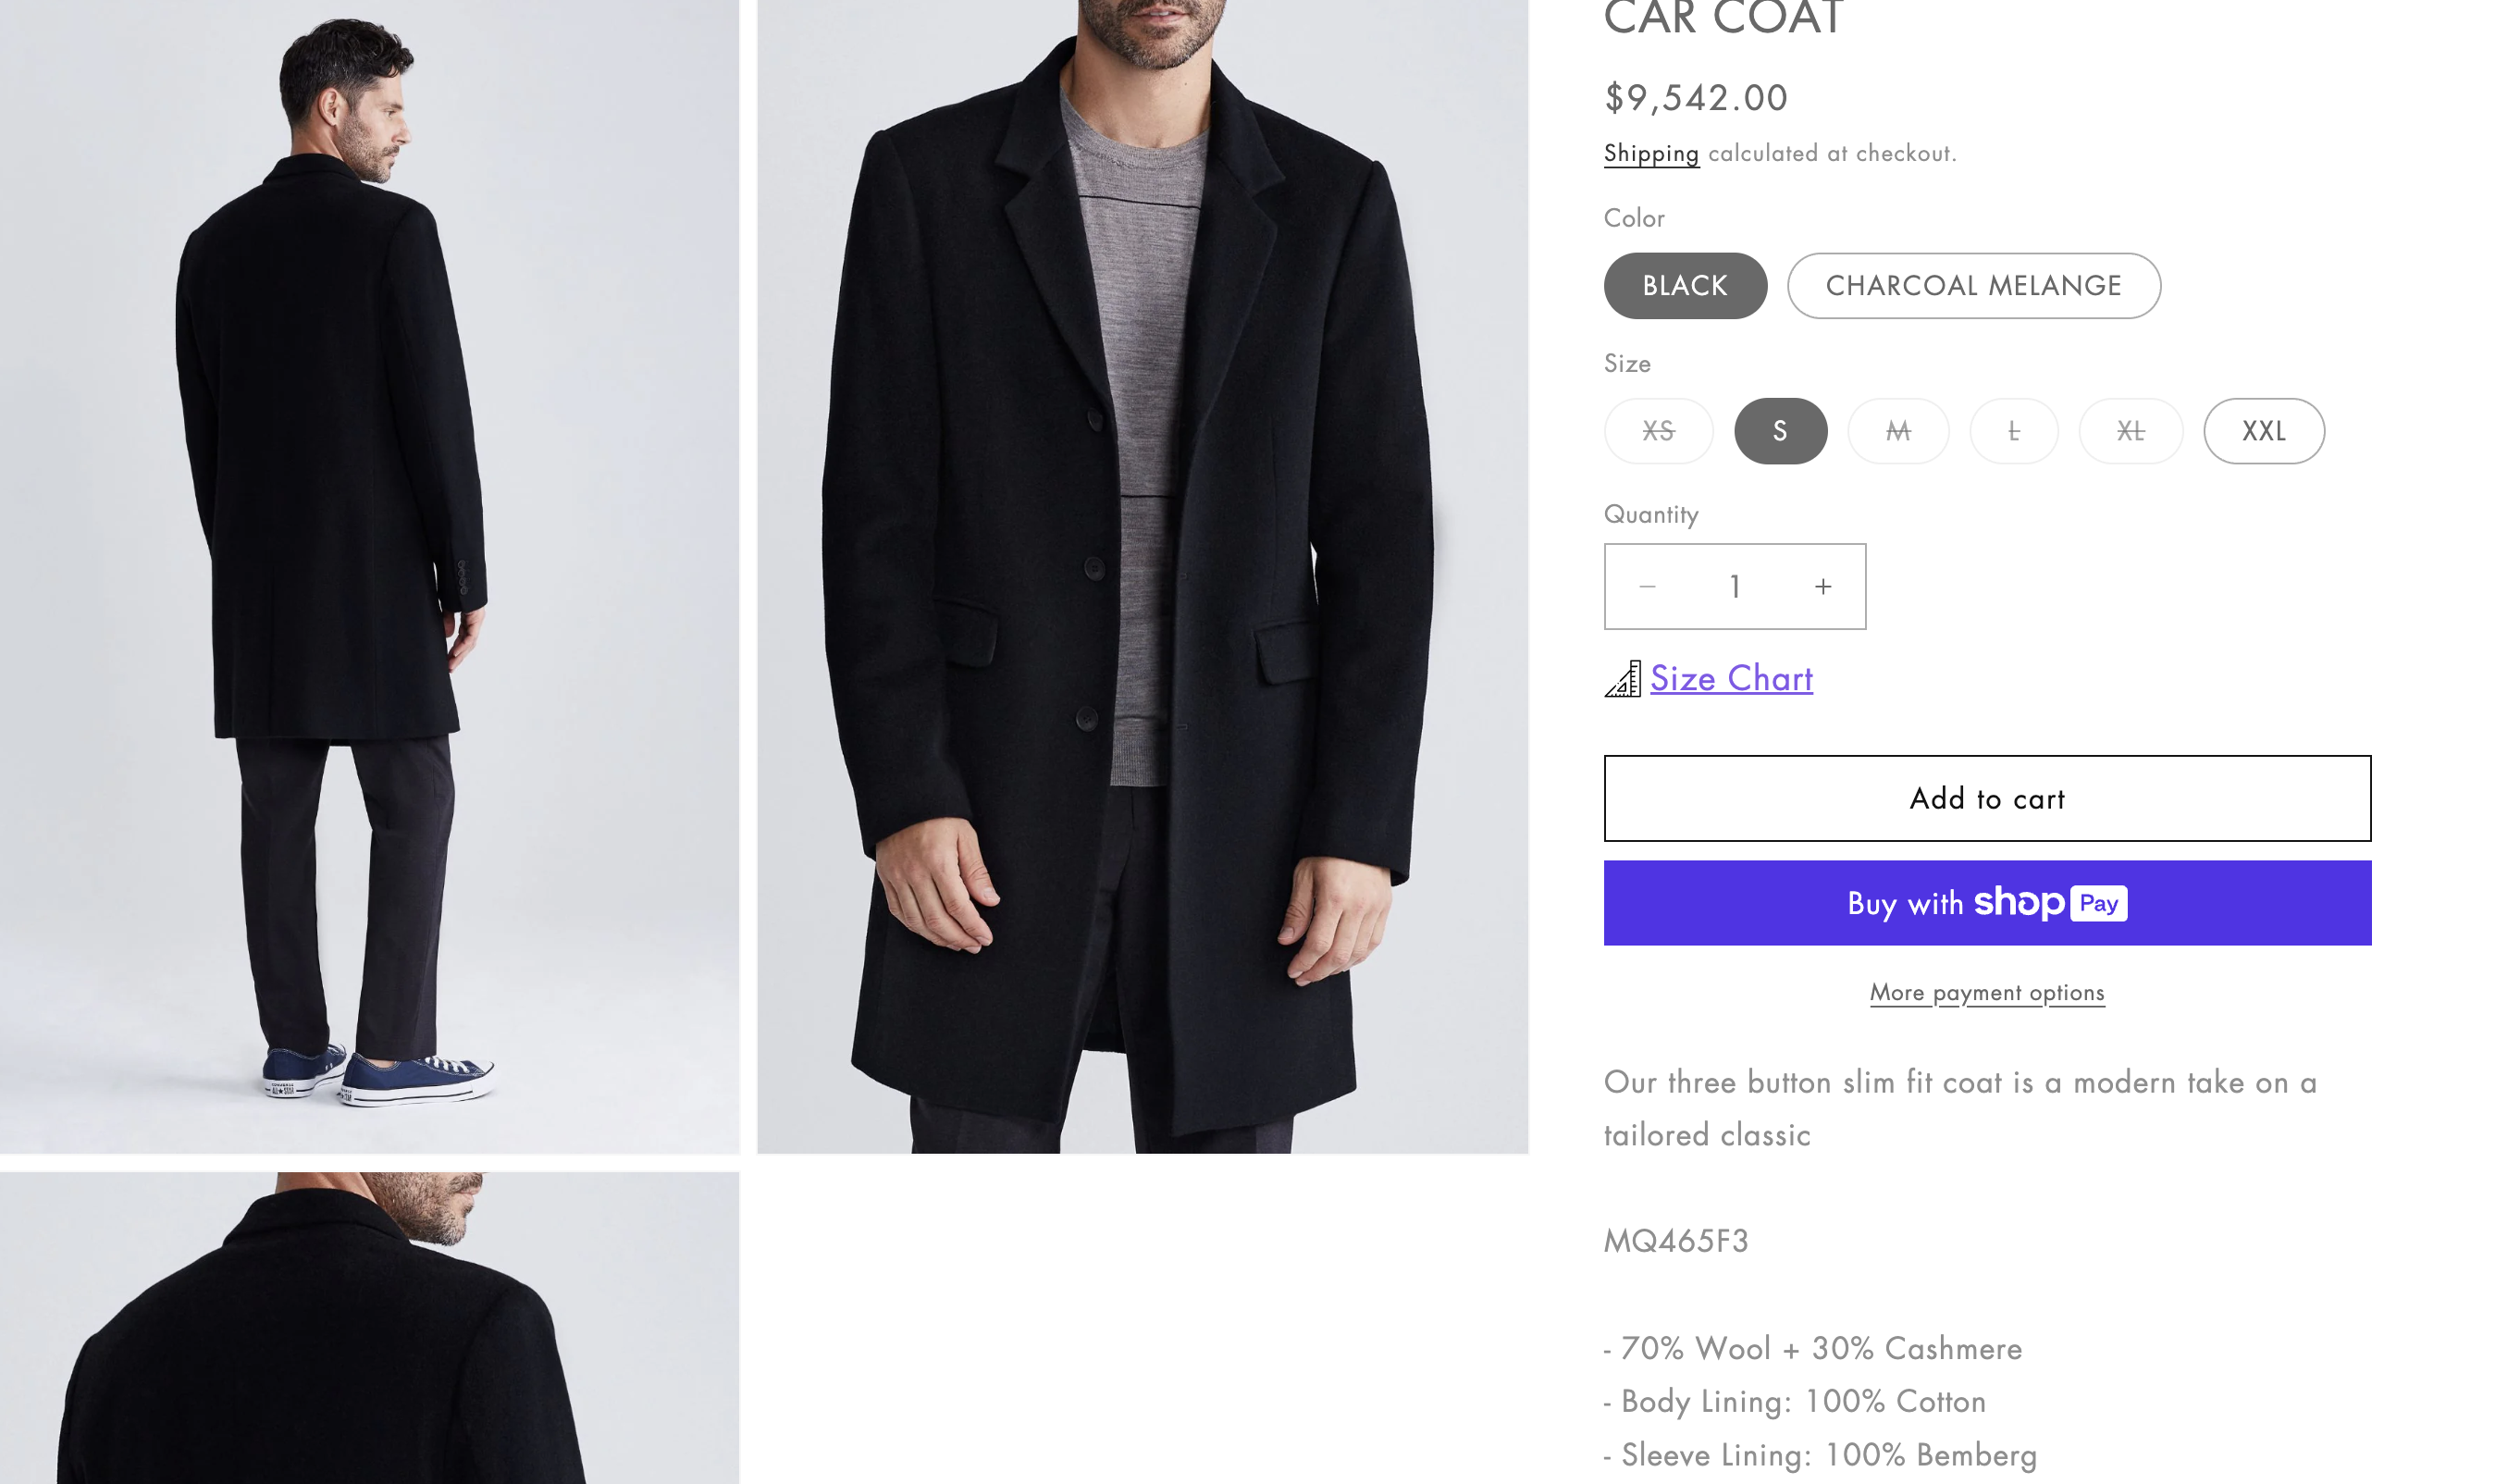 CAR COAT
$9,542.00
Shipping calculated at checkout.
Color
BLACK
CHARCOAL MELANGE
Size
XS
S
M
L
XL
XXL
Quantity
− 1 +
Size Chart
Add to cart
Buy with shop Pay
More payment options
Our three button slim fit coat is a modern take on a
tailored classic
MQ465F3
- 70% Wool + 30% Cashmere
- Body Lining: 100% Cotton
- Sleeve Lining: 100% Bemberg